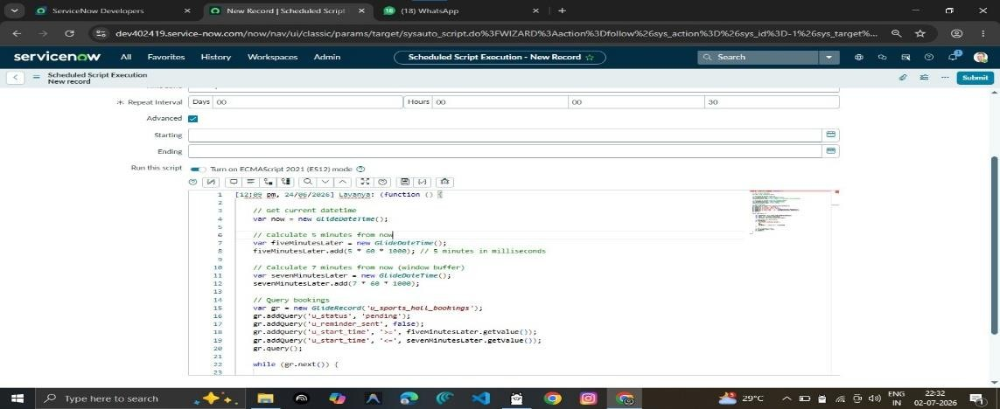 ServiceNow Developers
New Record | Scheduled Script
(18) WhatsApp
dev402419.service-now.com/now/nav/ui/classic/params/target/sysauto_script.do%3FWIZARD%3Aaction%3Dfollow%26sys_action%3D%26sys_id%3D-1%26sys_target%...
servicenow All Favorites History Workspaces Admin Scheduled Script Execution - New Record Search
Scheduled Script Execution
New record
Submit
Repeat Interval Days 00 Hours 00 00 30
Advanced
Starting
Ending
Run this script Turn on ECMAScript 2021 (ES12) mode
1 [12:09 pm, 24/06/2026] Lavanya: (function () {
2
3 // Get current datetime
4 var now = new GlideDateTime();
5
6 // Calculate 5 minutes from now
7 var fiveMinutesLater = new GlideDateTime();
8 fiveMinutesLater.add(5 * 60 * 1000); // 5 minutes in milliseconds
9
10 // Calculate 7 minutes from now (window buffer)
11 var sevenMinutesLater = new GlideDateTime();
12 sevenMinutesLater.add(7 * 60 * 1000);
13
14 // Query bookings
15 var gr = new GlideRecord('u_sports_hall_bookings');
16 gr.addQuery('u_status', 'pending');
17 gr.addQuery('u_reminder_sent', false);
18 gr.addQuery('u_start_time', '>=', fiveMinutesLater.getValue());
19 gr.addQuery('u_start_time', '<=', sevenMinutesLater.getValue());
20 gr.query();
21
22 while (gr.next()) {
23
Type here to search
29°C
ENG
IN
22:32
02-07-2026